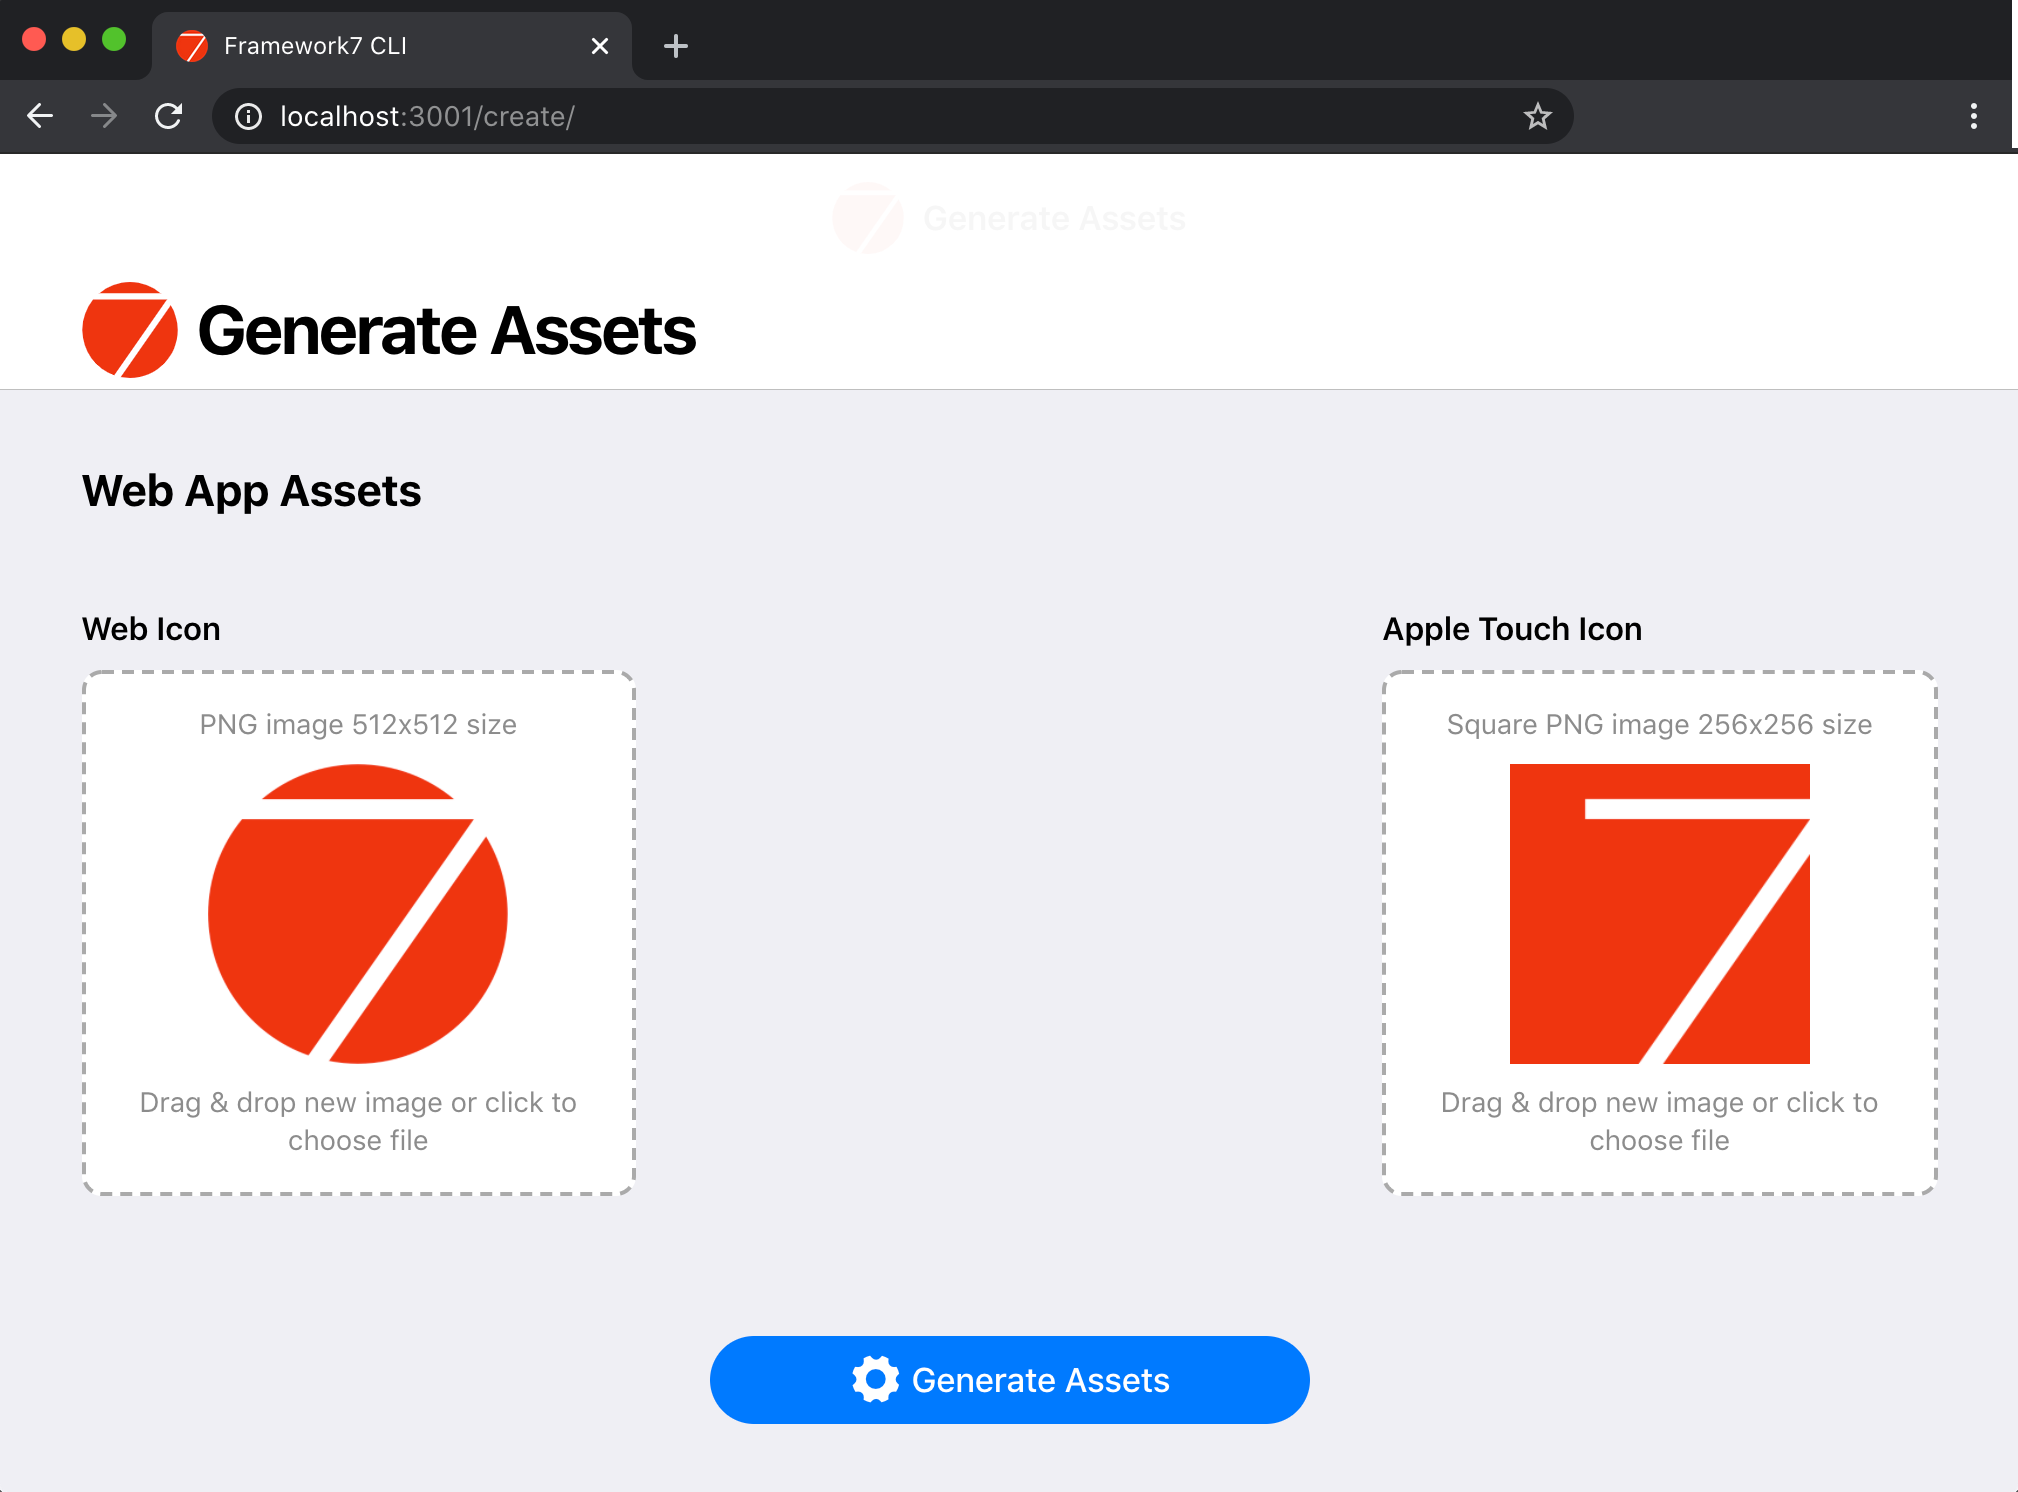 Framework7 CLI
localhost:3001/create/
Generate Assets
Generate Assets
Web App Assets
Web Icon
PNG image 512x512 size
Drag & drop new image or click to
choose file
Apple Touch Icon
Square PNG image 256x256 size
Drag & drop new image or click to
choose file
Generate Assets